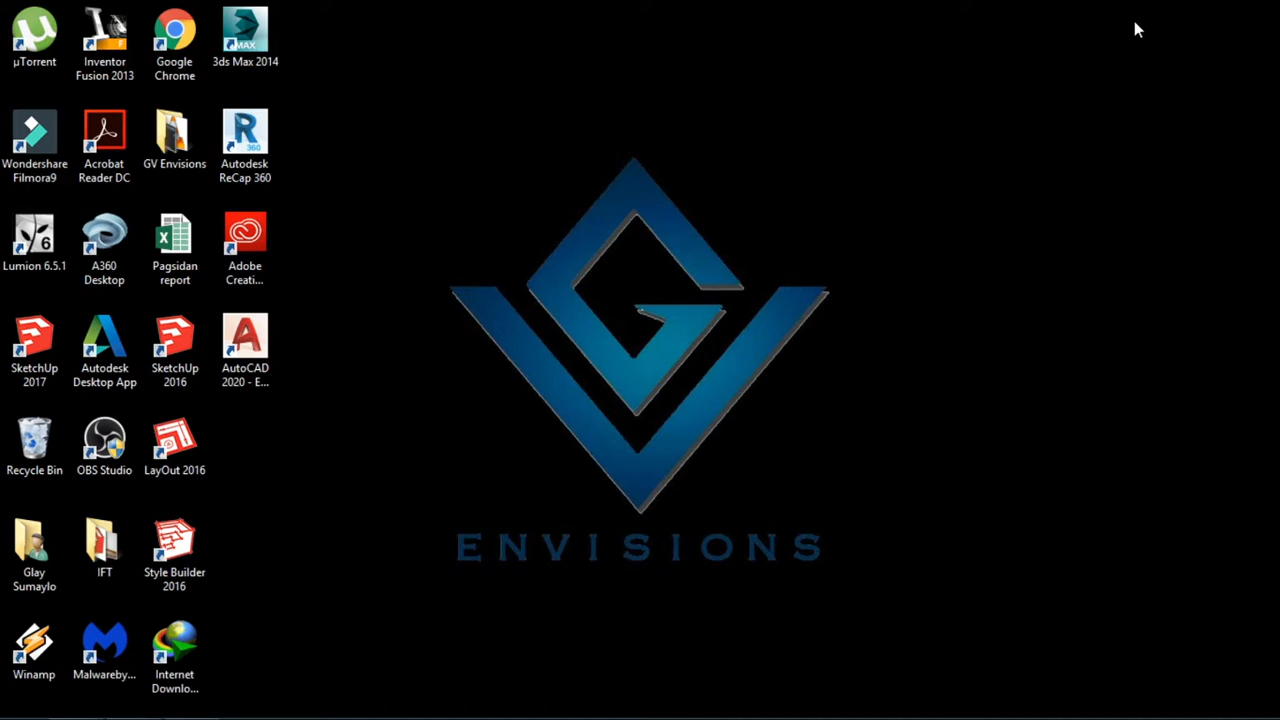 µTorrent
Inventor
Fusion 2013
Google
Chrome
3ds Max 2014
Wondershare
Filmora9
Acrobat
Reader DC
GV Envisions
Autodesk
ReCap 360
Lumion 6.5.1
A360
Desktop
Pagsidan
report
Adobe
Creati...
SketchUp
2017
Autodesk
Desktop App
SketchUp
2016
AutoCAD
2020 - E...
Recycle Bin
OBS Studio
LayOut 2016
Glay
Sumaylo
IFT
Style Builder
2016
Winamp
Malwareby...
Internet
Downlo...
ENVISIONS